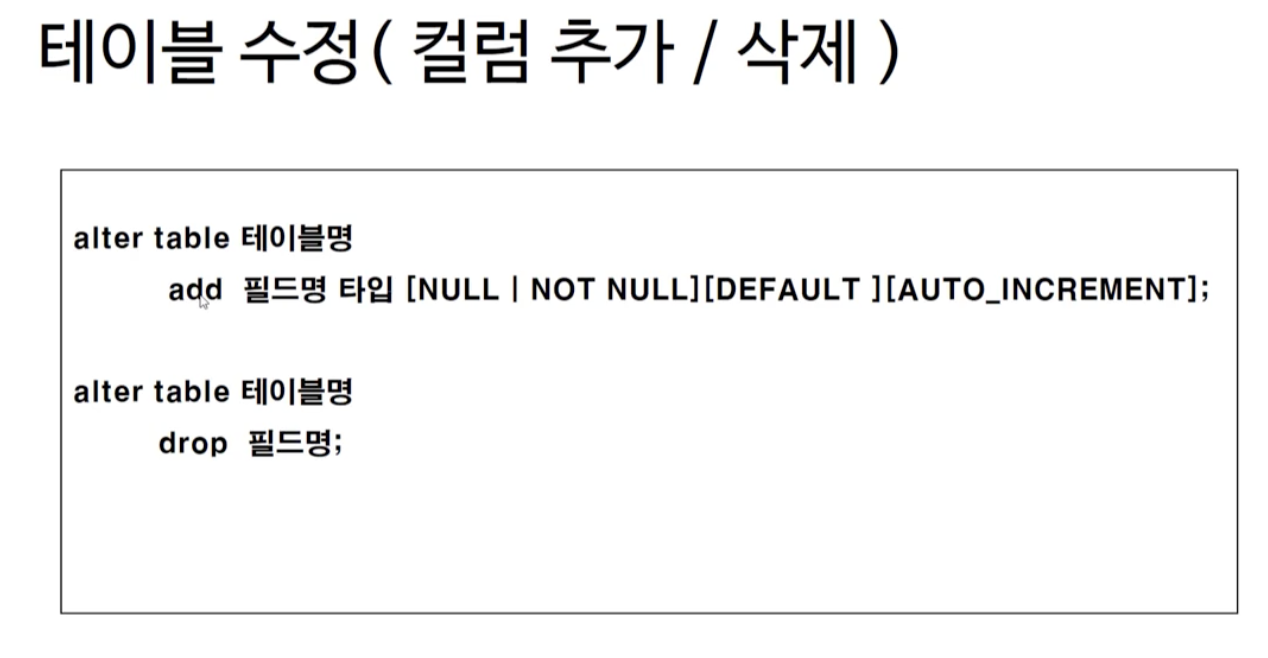 테이블 수정( 컬럼 추가 / 삭제 )
alter table 테이블명
add 필드명 타입 [NULL | NOT NULL][DEFAULT ][AUTO_INCREMENT];
alter table 테이블명
drop 필드명;